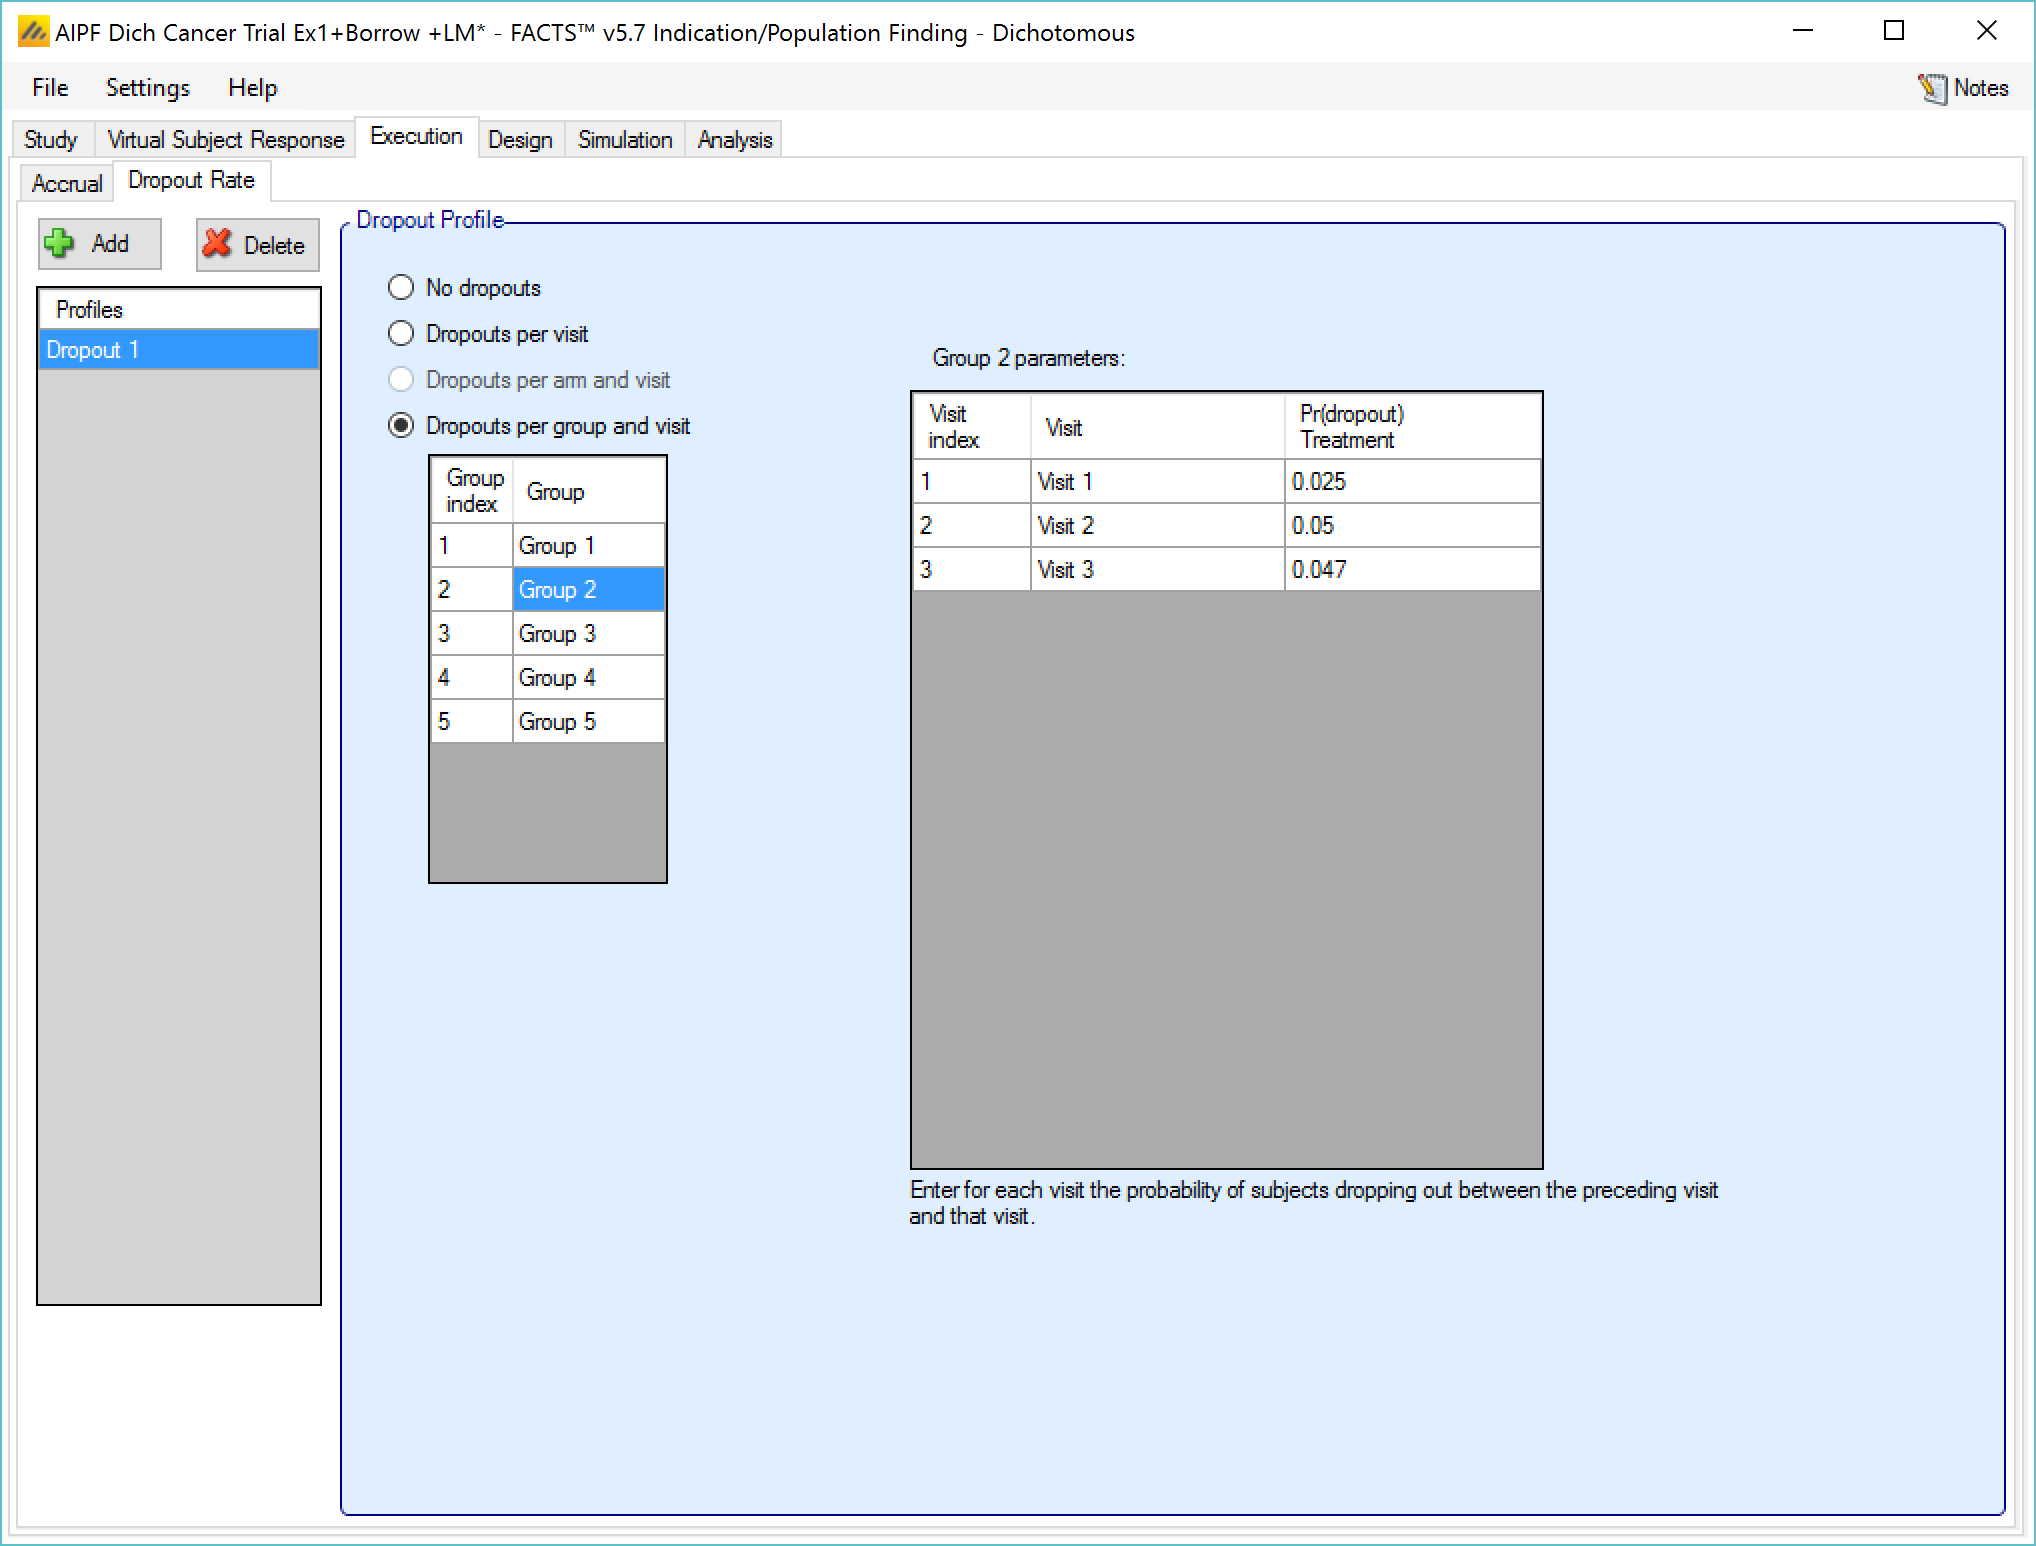 AIPF Dich Cancer Trial Ex1+Borrow +LM* - FACTS™ v5.7 Indication/Population Finding - Dichotomous
File Settings Help Notes
Study Virtual Subject Response Execution Design Simulation Analysis
Accrual Dropout Rate
Add Delete
Profiles
Dropout 1
Dropout Profile
No dropouts
Dropouts per visit
Dropouts per arm and visit
Dropouts per group and visit
Group index Group
1 Group 1
2 Group 2
3 Group 3
4 Group 4
5 Group 5
Group 2 parameters:
Visit index Visit Pr(dropout) Treatment
1 Visit 1 0.025
2 Visit 2 0.05
3 Visit 3 0.047
Enter for each visit the probability of subjects dropping out between the preceding visit
and that visit.